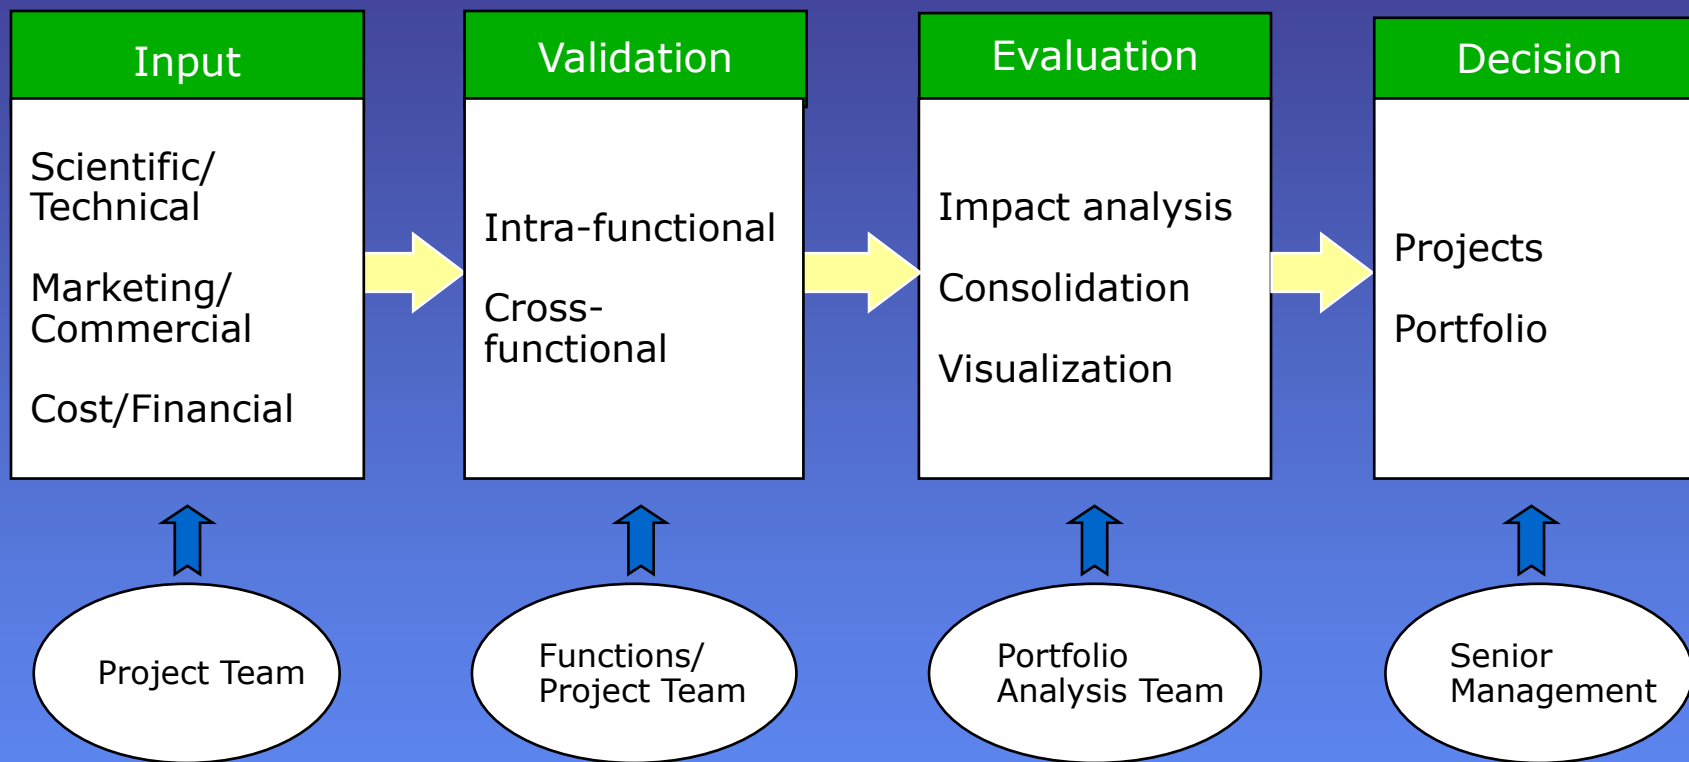 Input
Scientific/
Technical
Marketing/
Commercial
Cost/Financial
Project Team
Validation
Intra-functional
Cross-
functional
Functions/
Project Team
Evaluation
Impact analysis
Consolidation
Visualization
Portfolio
Analysis Team
Decision
Projects
Portfolio
Senior
Management